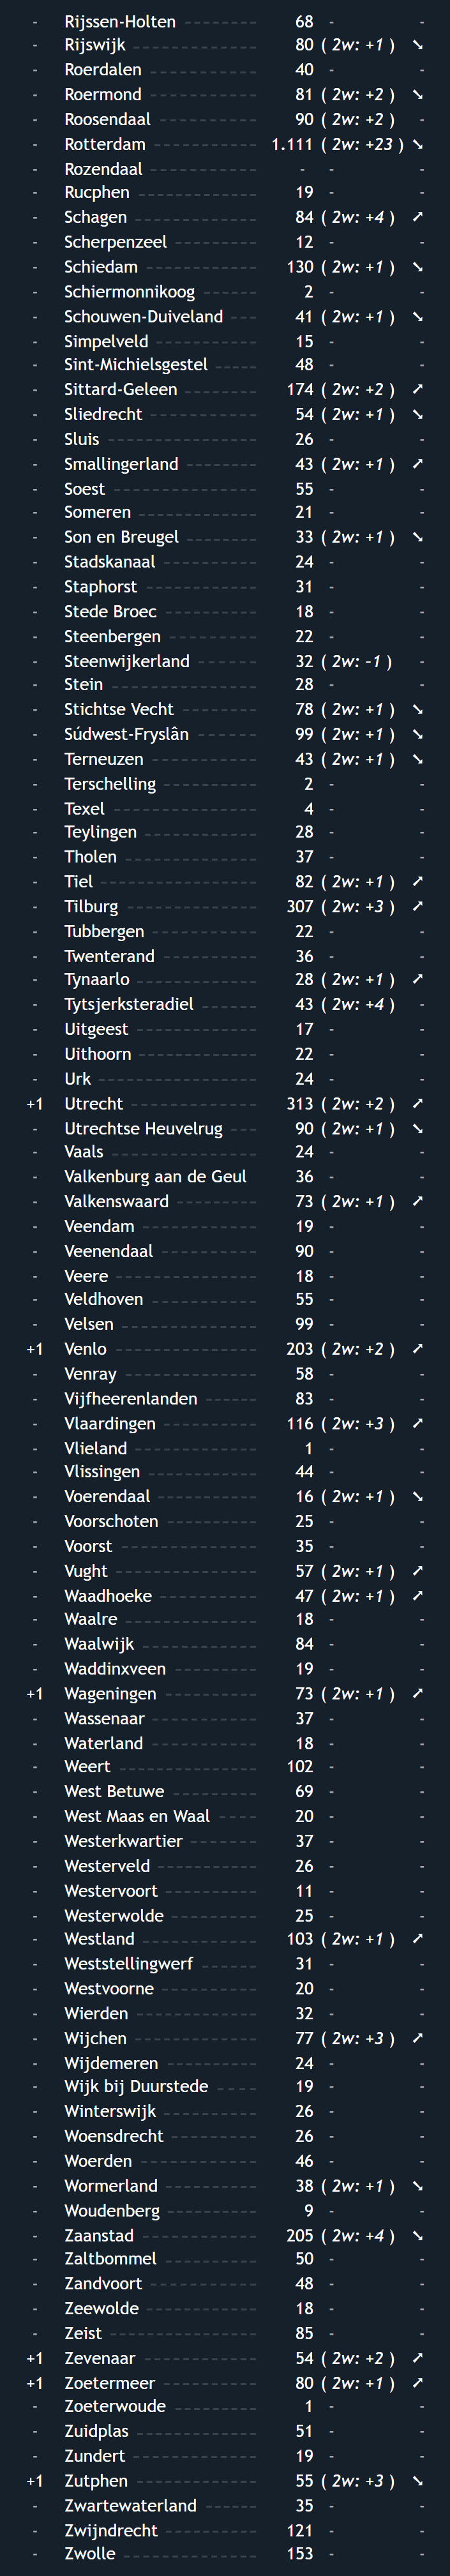 - Rijssen-Holten 68 - -
- Rijswijk 80 ( 2w: +1 ) ➘
- Roerdalen 40 - -
- Roermond 81 ( 2w: +2 ) ➘
- Roosendaal 90 ( 2w: +2 ) -
- Rotterdam 1.111 ( 2w: +23 ) ➘
- Rozendaal - - -
- Rucphen 19 - -
- Schagen 84 ( 2w: +4 ) ➚
- Scherpenzeel 12 - -
- Schiedam 130 ( 2w: +1 ) ➘
- Schiermonnikoog 2 - -
- Schouwen-Duiveland 41 ( 2w: +1 ) ➘
- Simpelveld 15 - -
- Sint-Michielsgestel 48 - -
- Sittard-Geleen 174 ( 2w: +2 ) ➚
- Sliedrecht 54 ( 2w: +1 ) ➘
- Sluis 26 - -
- Smallingerland 43 ( 2w: +1 ) ➚
- Soest 55 - -
- Someren 21 - -
- Son en Breugel 33 ( 2w: +1 ) ➘
- Stadskanaal 24 - -
- Staphorst 31 - -
- Stede Broec 18 - -
- Steenbergen 22 - -
- Steenwijkerland 32 ( 2w: -1 ) -
- Stein 28 - -
- Stichtse Vecht 78 ( 2w: +1 ) ➘
- Súdwest-Fryslân 99 ( 2w: +1 ) ➘
- Terneuzen 43 ( 2w: +1 ) ➘
- Terschelling 2 - -
- Texel 4 - -
- Teylingen 28 - -
- Tholen 37 - -
- Tiel 82 ( 2w: +1 ) ➚
- Tilburg 307 ( 2w: +3 ) ➚
- Tubbergen 22 - -
- Twenterand 36 - -
- Tynaarlo 28 ( 2w: +1 ) ➚
- Tytsjerksteradiel 43 ( 2w: +4 ) -
- Uitgeest 17 - -
- Uithoorn 22 - -
- Urk 24 - -
+1 Utrecht 313 ( 2w: +2 ) ➚
- Utrechtse Heuvelrug 90 ( 2w: +1 ) ➘
- Vaals 24 - -
- Valkenburg aan de Geul 36 - -
- Valkenswaard 73 ( 2w: +1 ) ➚
- Veendam 19 - -
- Veenendaal 90 - -
- Veere 18 - -
- Veldhoven 55 - -
- Velsen 99 - -
+1 Venlo 203 ( 2w: +2 ) ➚
- Venray 58 - -
- Vijfheerenlanden 83 - -
- Vlaardingen 116 ( 2w: +3 ) ➚
- Vlieland 1 - -
- Vlissingen 44 - -
- Voerendaal 16 ( 2w: +1 ) ➘
- Voorschoten 25 - -
- Voorst 35 - -
- Vught 57 ( 2w: +1 ) ➚
- Waadhoeke 47 ( 2w: +1 ) ➚
- Waalre 18 - -
- Waalwijk 84 - -
- Waddinxveen 19 - -
+1 Wageningen 73 ( 2w: +1 ) ➚
- Wassenaar 37 - -
- Waterland 18 - -
- Weert 102 - -
- West Betuwe 69 - -
- West Maas en Waal 20 - -
- Westerkwartier 37 - -
- Westerveld 26 - -
- Westervoort 11 - -
- Westerwolde 25 - -
- Westland 103 ( 2w: +1 ) ➚
- Weststellingwerf 31 - -
- Westvoorne 20 - -
- Wierden 32 - -
- Wijchen 77 ( 2w: +3 ) ➚
- Wijdemeren 24 - -
- Wijk bij Duurstede 19 - -
- Winterswijk 26 - -
- Woensdrecht 26 - -
- Woerden 46 - -
- Wormerland 38 ( 2w: +1 ) ➘
- Woudenberg 9 - -
- Zaanstad 205 ( 2w: +4 ) ➘
- Zaltbommel 50 - -
- Zandvoort 48 - -
- Zeewolde 18 - -
- Zeist 85 - -
+1 Zevenaar 54 ( 2w: +2 ) ➚
+1 Zoetermeer 80 ( 2w: +1 ) ➚
- Zoeterwoude 1 - -
- Zuidplas 51 - -
- Zundert 19 - -
+1 Zutphen 55 ( 2w: +3 ) ➘
- Zwartewaterland 35 - -
- Zwijndrecht 121 - -
- Zwolle 153 - -